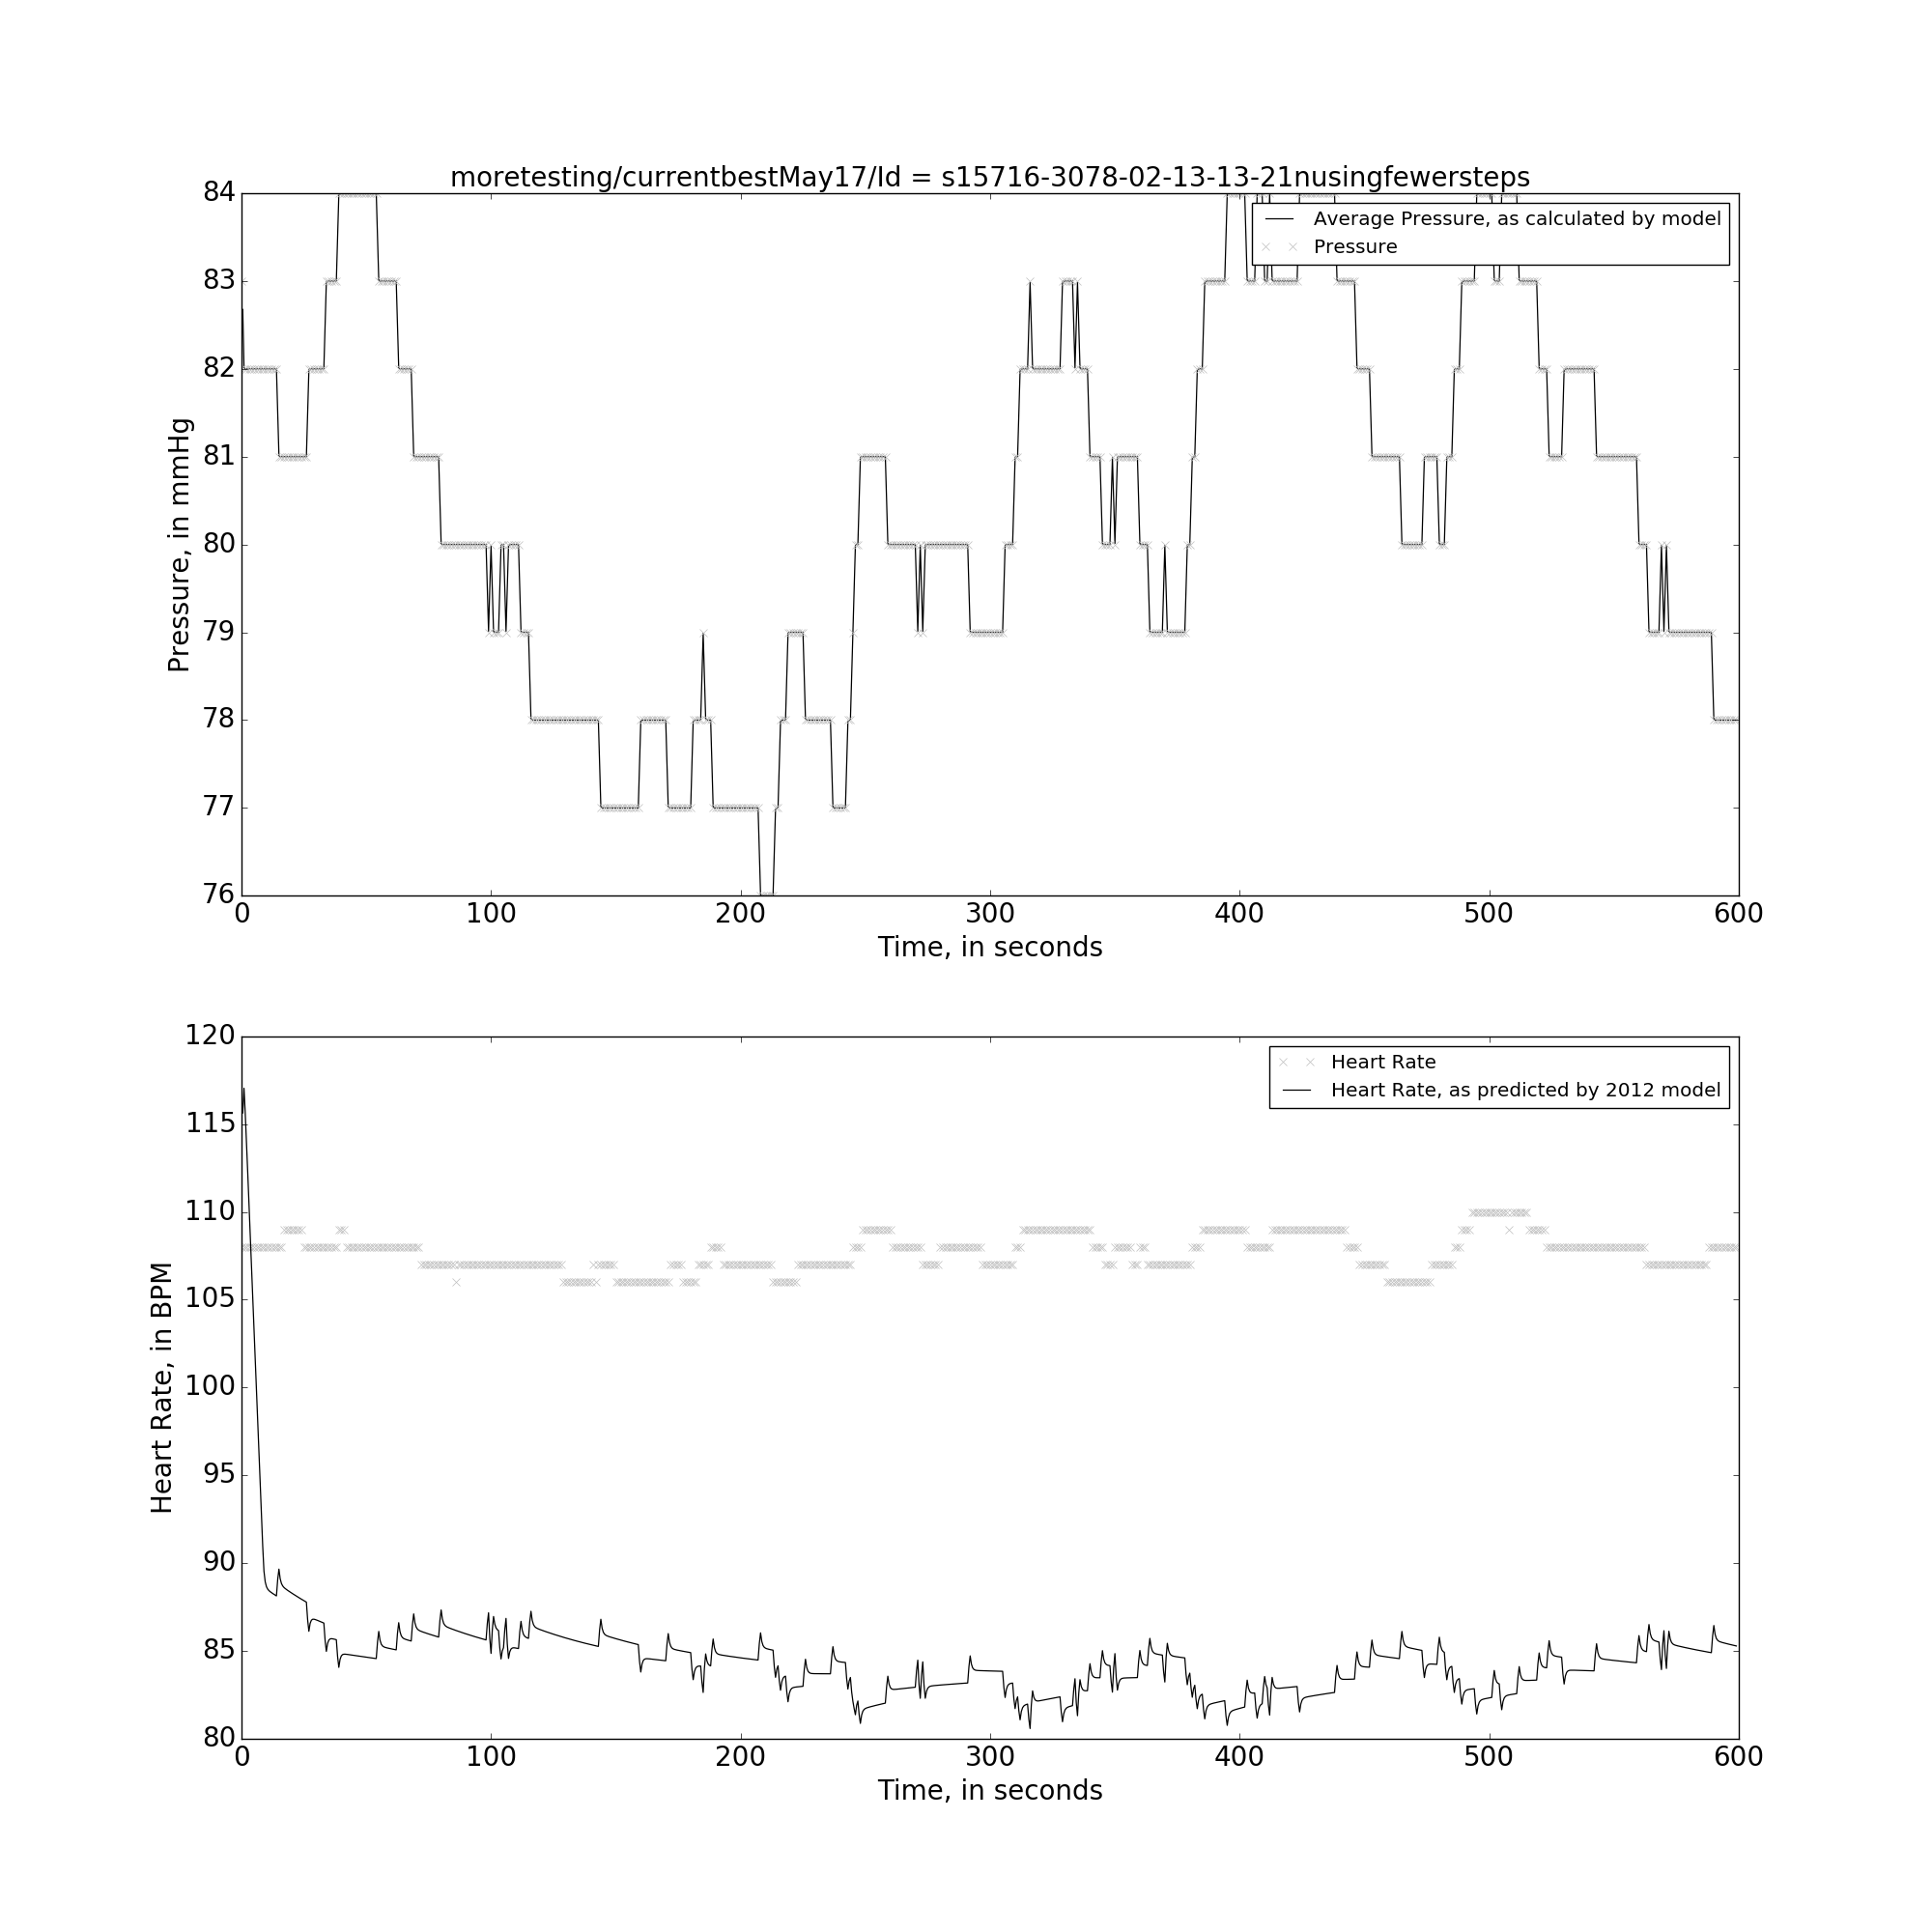 moretesting/currentbestMay17/Id = s15716-3078-02-13-13-21nusingfewersteps
84
83
82
81
80
79
78
77
76
Pressure, in mmHg
Average Pressure, as calculated by model
Pressure
0 100 200 300 400 500 600
Time, in seconds
120
115
110
105
100
95
90
85
80
Heart Rate, in BPM
Heart Rate
Heart Rate, as predicted by 2012 model
0 100 200 300 400 500 600
Time, in seconds